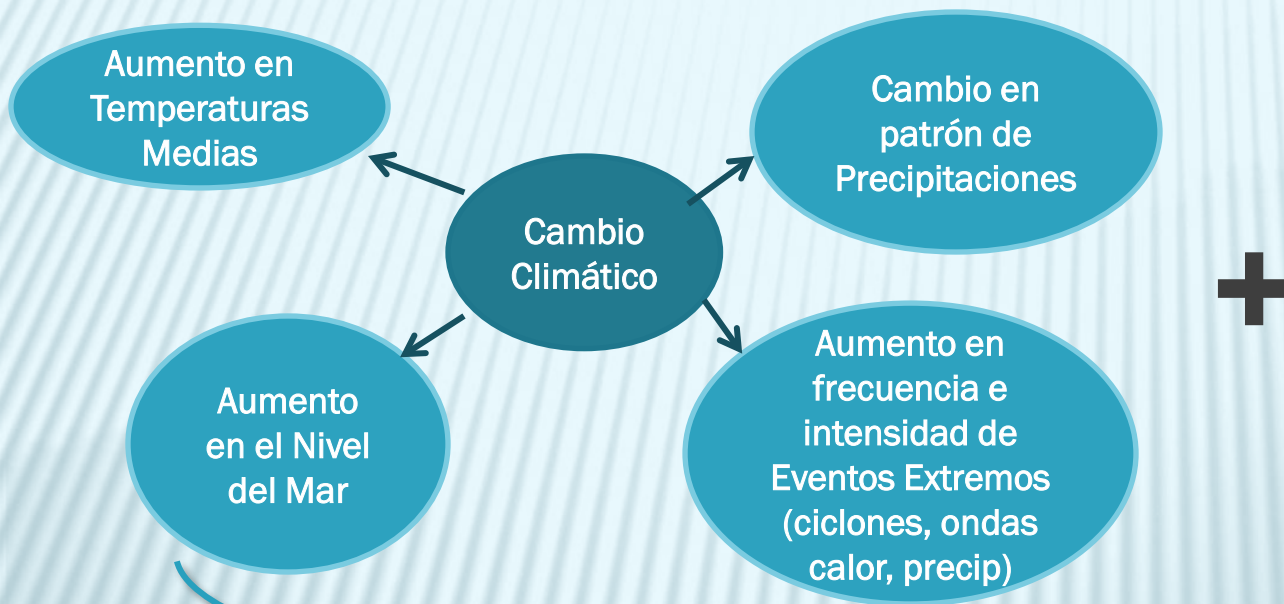 Aumento en
Temperaturas
Medias
Cambio en
patrón de
Precipitaciones
Cambio
Climático
Aumento
en el Nivel
del Mar
Aumento en
frecuencia e
intensidad de
Eventos Extremos
(ciclones, ondas
calor, precip)
+